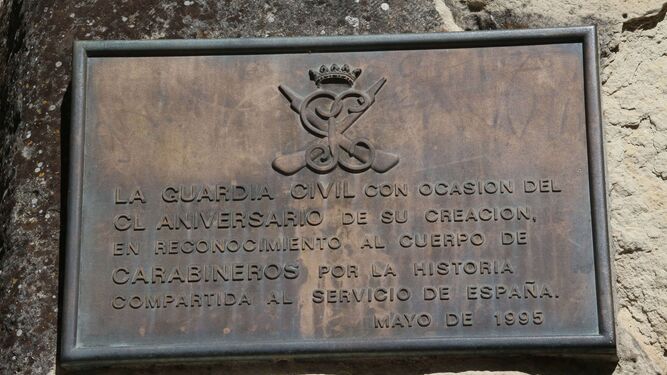 LA GUARDIA CIVIL CON OCASION DEL
CL ANIVERSARIO DE SU CREACION,
EN RECONOCIMIENTO AL CUERPO DE
CARABINEROS POR LA HISTORIA
COMPARTIDA AL SERVICIO DE ESPAÑA.
MAYO DE 1995